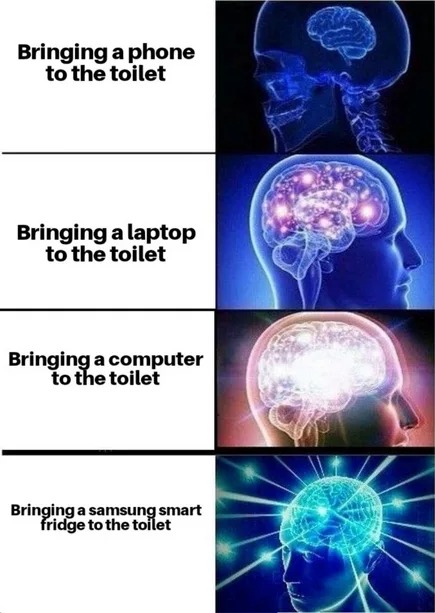 Bringing a phone
to the toilet
Bringing a laptop
to the toilet
Bringing a computer
to the toilet
Bringing a samsung smart
fridge to the toilet